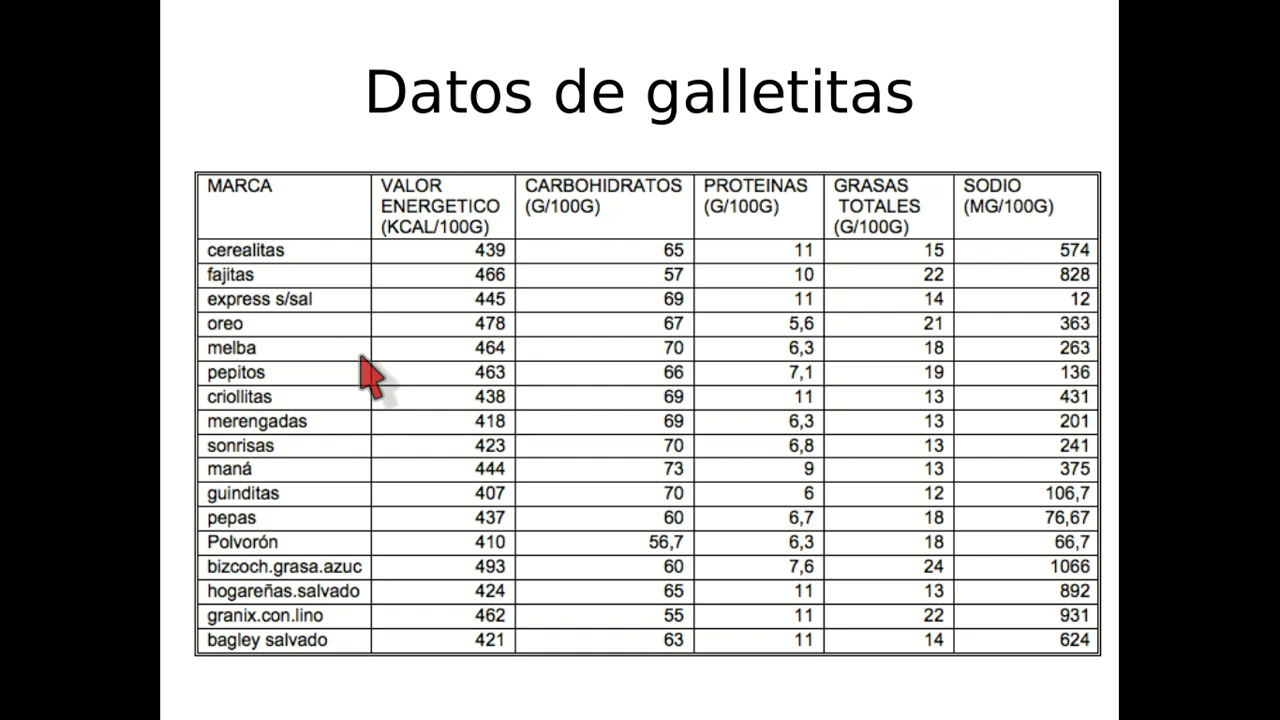 Datos de galletitas
MARCA VALOR ENERGETICO (KCAL/100G) CARBOHIDRATOS (G/100G) PROTEINAS (G/100G) GRASAS TOTALES (G/100G) SODIO (MG/100G)
cerealitas 439 65 11 15 574
fajitas 466 57 10 22 828
express s/sal 445 69 11 14 12
oreo 478 67 5,6 21 363
melba 464 70 6,3 18 263
pepitos 463 66 7,1 19 136
criollitas 438 69 11 13 431
merengadas 418 69 6,3 13 201
sonrisas 423 70 6,8 13 241
maná 444 73 9 13 375
guinditas 407 70 6 12 106,7
pepas 437 60 6,7 18 76,67
Polvorón 410 56,7 6,3 18 66,7
bizcoch.grasa.azuc 493 60 7,6 24 1066
hogareñas.salvado 424 65 11 13 892
granix.con.lino 462 55 11 22 931
bagley salvado 421 63 11 14 624